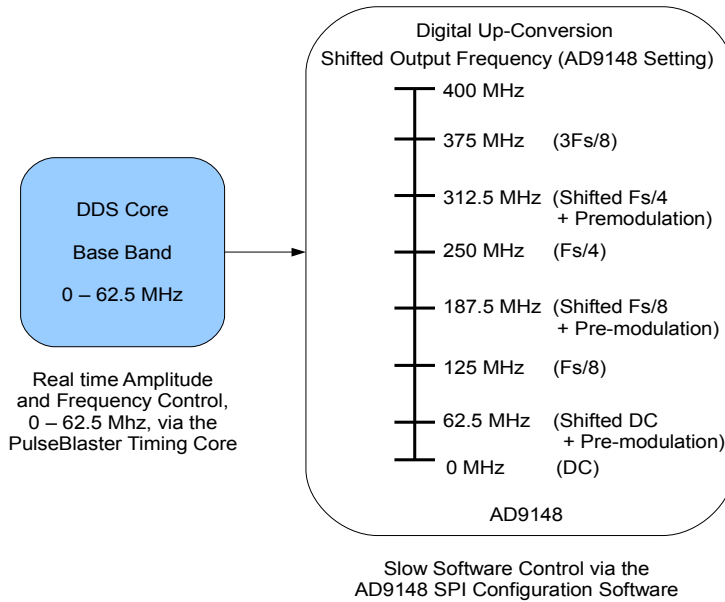 Digital Up-Conversion
Shifted Output Frequency (AD9148 Setting)
400 MHz
375 MHz (3Fs/8)
312.5 MHz (Shifted Fs/4
+ Premodulation)
250 MHz (Fs/4)
187.5 MHz (Shifted Fs/8
+ Pre-modulation)
125 MHz (Fs/8)
62.5 MHz (Shifted DC
+ Pre-modulation)
0 MHz (DC)
AD9148
DDS Core
Base Band
0 – 62.5 MHz
Real time Amplitude
and Frequency Control,
0 – 62.5 Mhz, via the
PulseBlaster Timing Core
Slow Software Control via the
AD9148 SPI Configuration Software